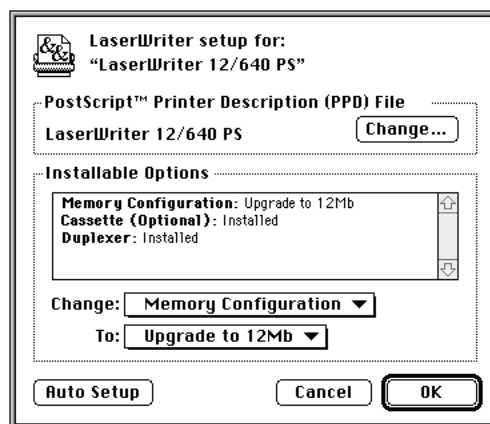 LaserWriter setup for:
“LaserWriter 12/640 PS”
PostScript™ Printer Description (PPD) File
LaserWriter 12/640 PS
Change...
Installable Options
Memory Configuration: Upgrade to 12Mb
Cassette (Optional): Installed
Duplexer: Installed
Change: Memory Configuration
To: Upgrade to 12Mb
Auto Setup
Cancel
OK